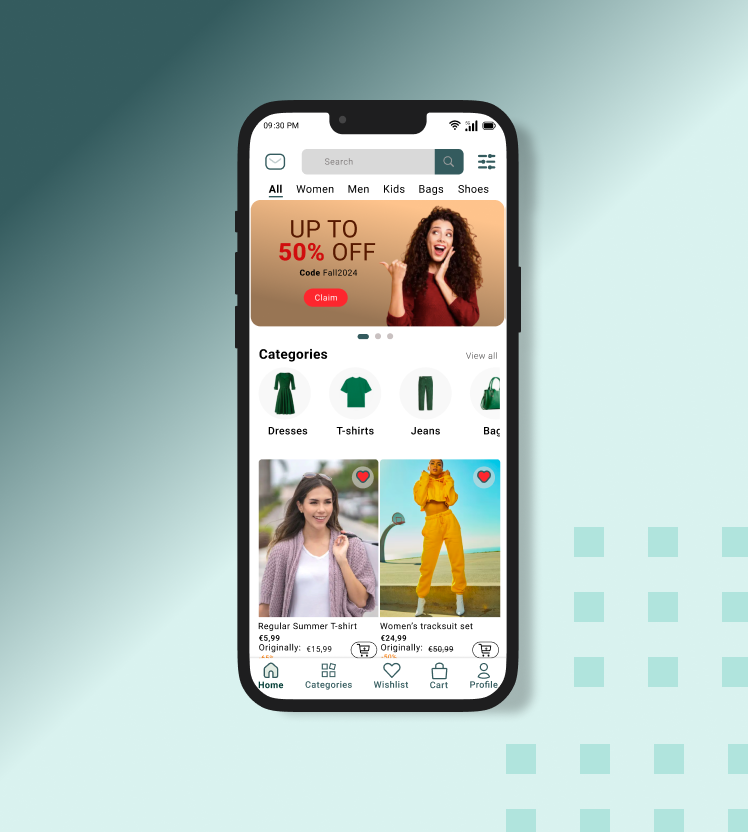 09:30 PM
Search
All Women Men Kids Bags Shoes
UP TO
50% OFF
Code Fall2024
Claim
Categories View all
Dresses T-shirts Jeans Bag
Regular Summer T-shirt Women's tracksuit set
€5,99 €24,99
Originally: €15,99 Originally: €50,99
Home Categories Wishlist Cart Profile